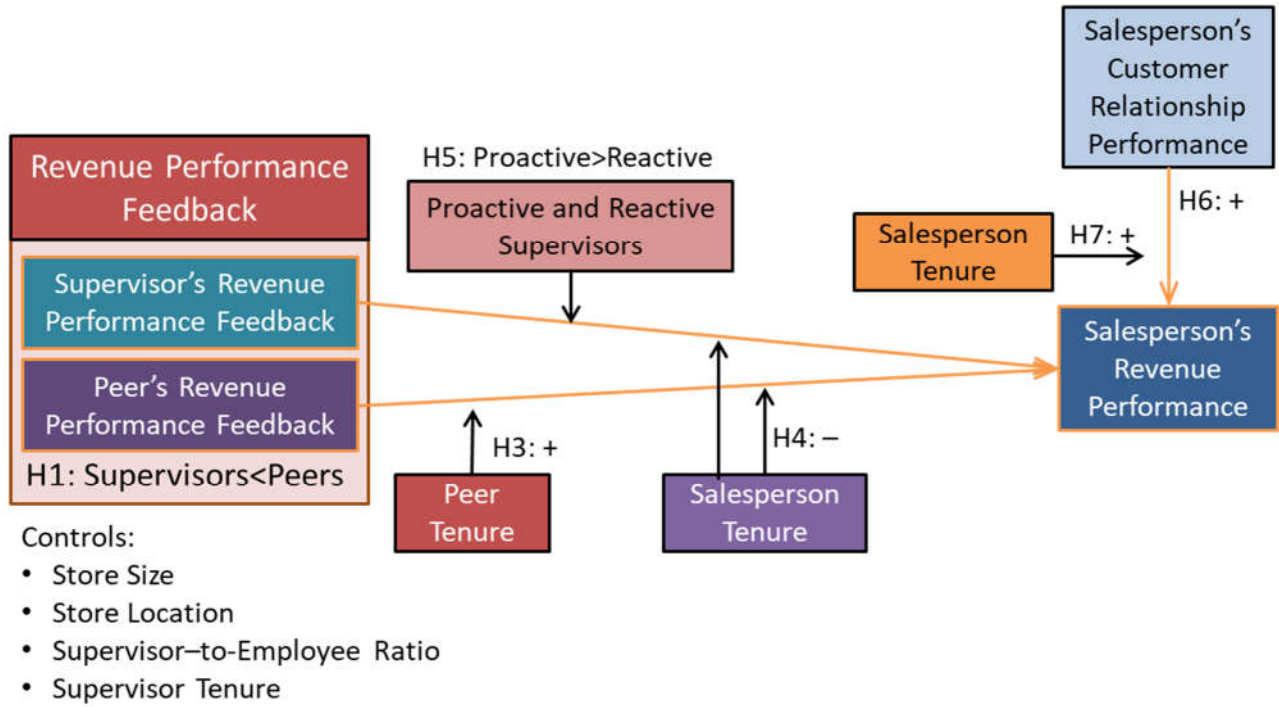 Salesperson's
Customer
Relationship
Performance
Revenue Performance
Feedback
H5: Proactive>Reactive
Proactive and Reactive
Supervisors
H6: +
Salesperson
Tenure
H7: +
Supervisor's Revenue
Performance Feedback
Salesperson's
Revenue
Performance
Peer's Revenue
Performance Feedback
H1: Supervisors<Peers
H3: +
H4: –
Peer
Tenure
Salesperson
Tenure
Controls:
• Store Size
• Store Location
• Supervisor–to-Employee Ratio
• Supervisor Tenure